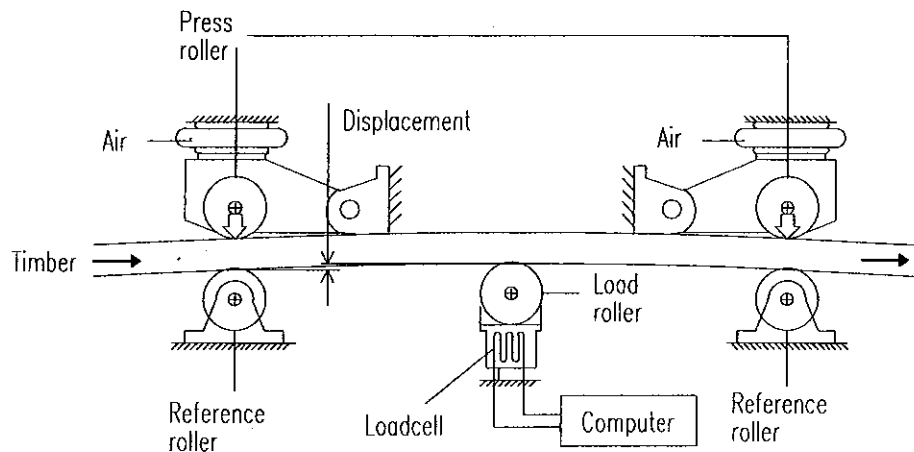 Press
roller
Air
Displacement
Air
Timber
Load
roller
Reference
roller
Loadcell
Computer
Reference
roller